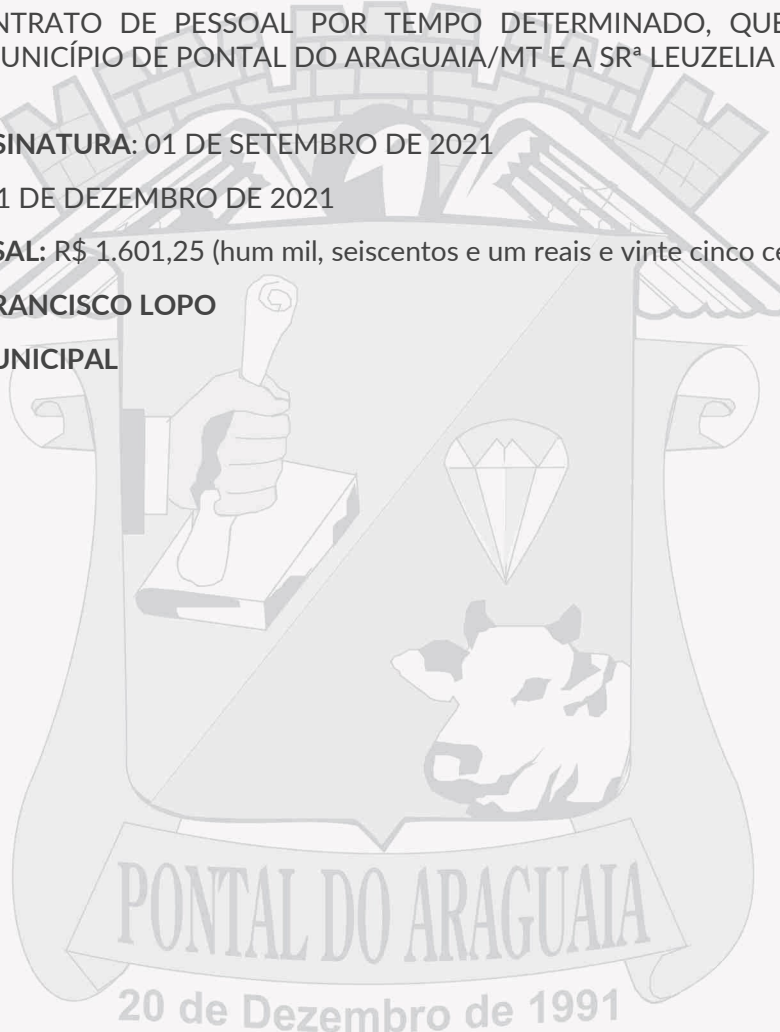 NTRATO DE PESSOAL POR TEMPO DETERMINADO, QUE
UNICÍPIO DE PONTAL DO ARAGUAIA/MT E A SRª LEUZELIA
SINATURA: 01 DE SETEMBRO DE 2021
1 DE DEZEMBRO DE 2021
SAL: R$ 1.601,25 (hum mil, seiscentos e um reais e vinte cinco ce
RANCISCO LOPO
UNICIPAL
PONTAL DO ARAGUAIA
20 de Dezembro de 1991